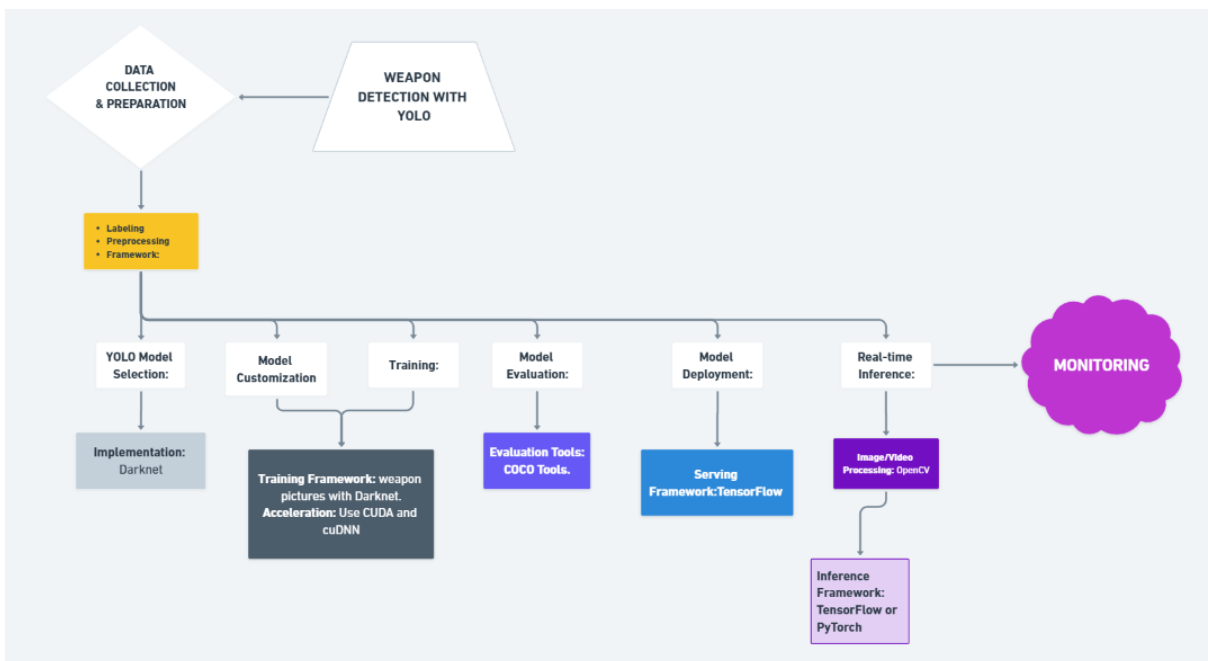 DATA
COLLECTION
& PREPARATION
WEAPON
DETECTION WITH
YOLO
• Labeling
• Preprocessing
• Framework:
YOLO Model
Selection:
Model
Customization
Training:
Model
Evaluation:
Model
Deployment:
Real-time
Inference:
MONITORING
Implementation:
Darknet
Training Framework: weapon
pictures with Darknet.
Acceleration: Use CUDA and
cuDNN
Evaluation Tools:
COCO Tools.
Serving
Framework:TensorFlow
Image/Video
Processing: OpenCV
Inference
Framework:
TensorFlow or
PyTorch